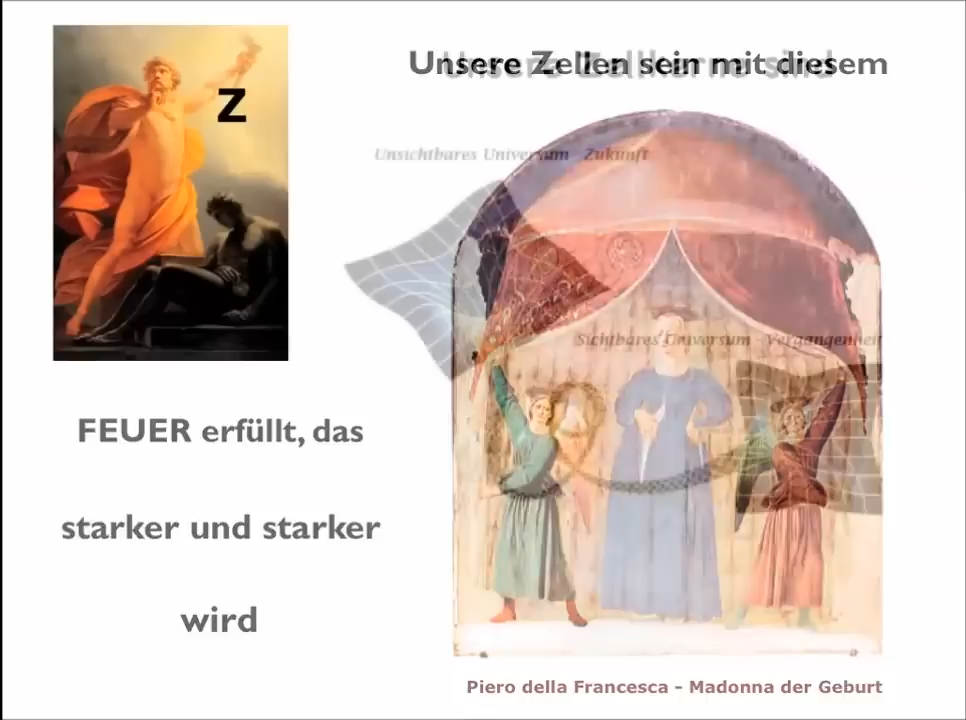 Unsere Zellen sein mit diesem
Z
Unsichtbares Universum - Zukunft
Sichtbares Universum - Vergangenheit
FEUER erfüllt, das
starker und starker
wird
Piero della Francesca - Madonna der Geburt